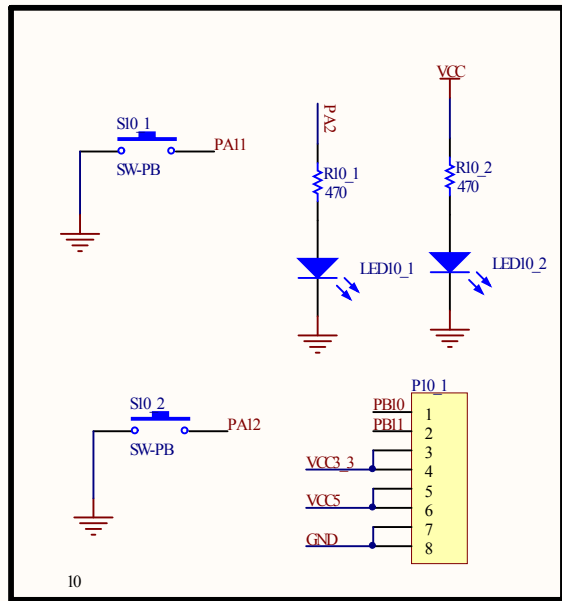 VCC
S10_1
PA11
SW-PB
PA2
R10_1
470
R10_2
470
LED10_1
LED10_2
S10_2
PA12
SW-PB
P10_1
PB10
1
PB11
2
3
VCC3_3
4
5
VCC5
6
7
GND
8
10